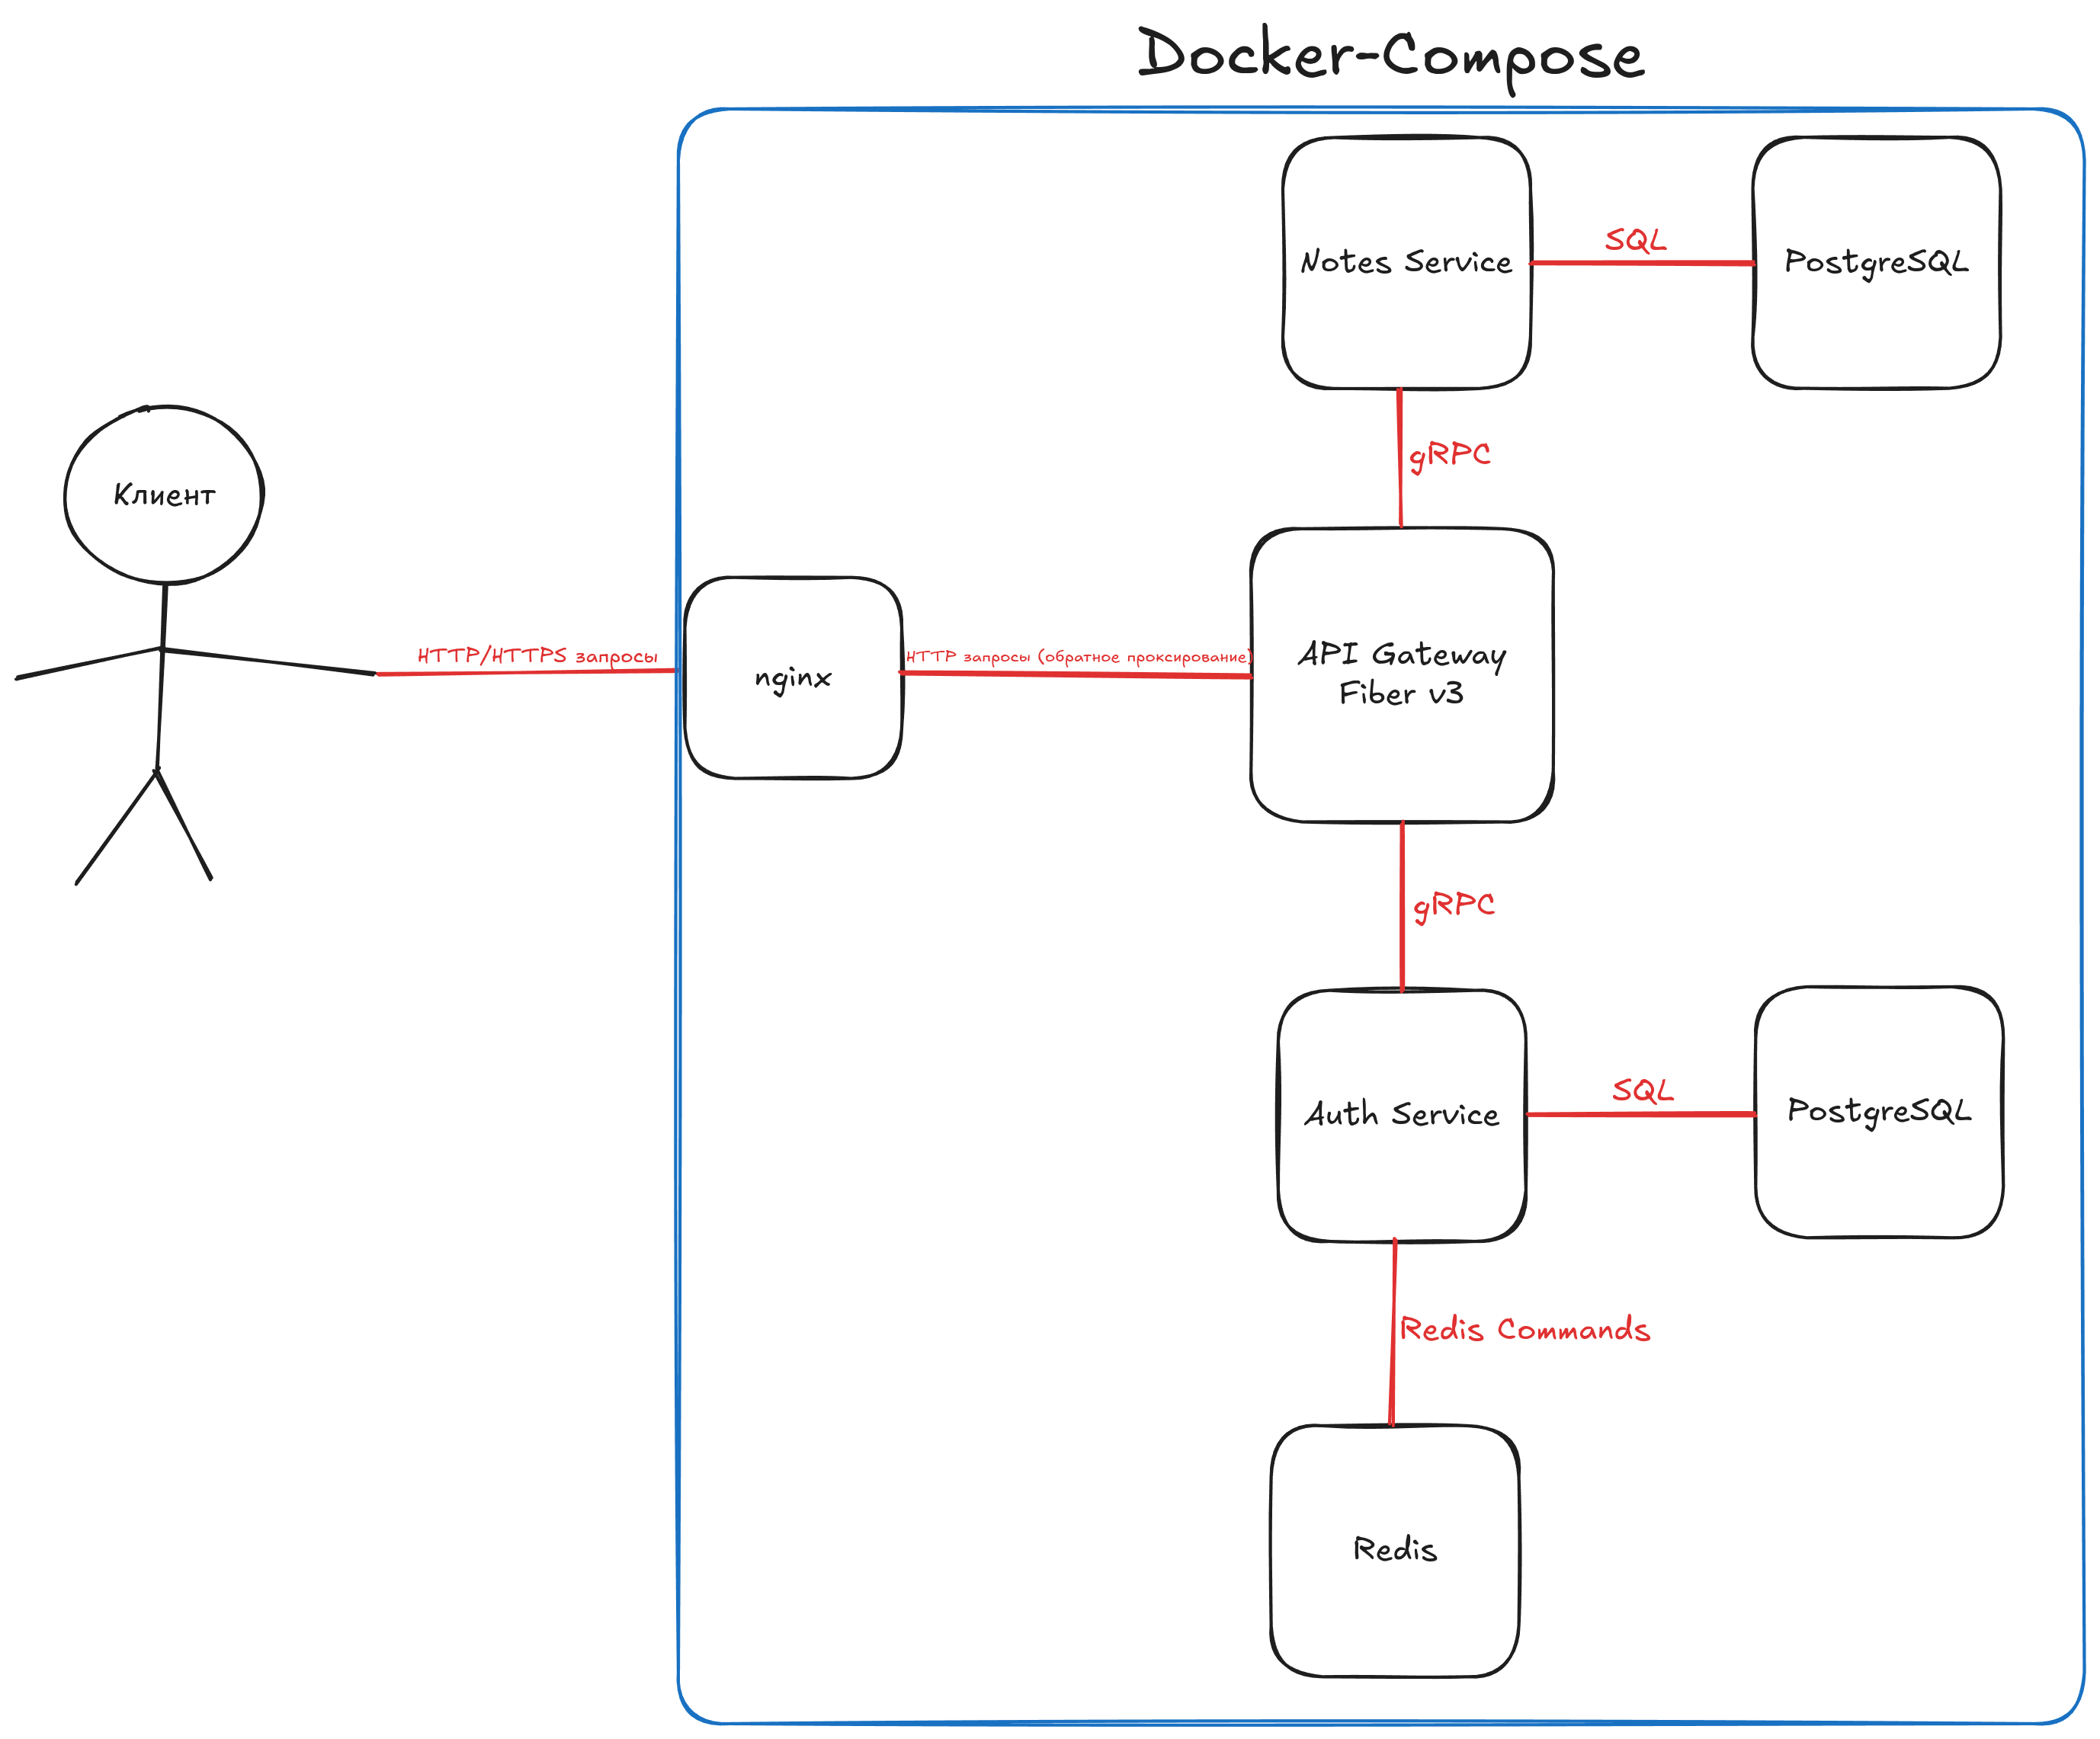 Docker-Compose
Notes Service
SQL
PostgreSQL
gRPC
Клиент
HTTP/HTTPS запросы
nginx
HTTP запросы (обратное проксирование)
API Gateway
Fiber v3
gRPC
Auth Service
SQL
PostgreSQL
Redis Commands
Redis